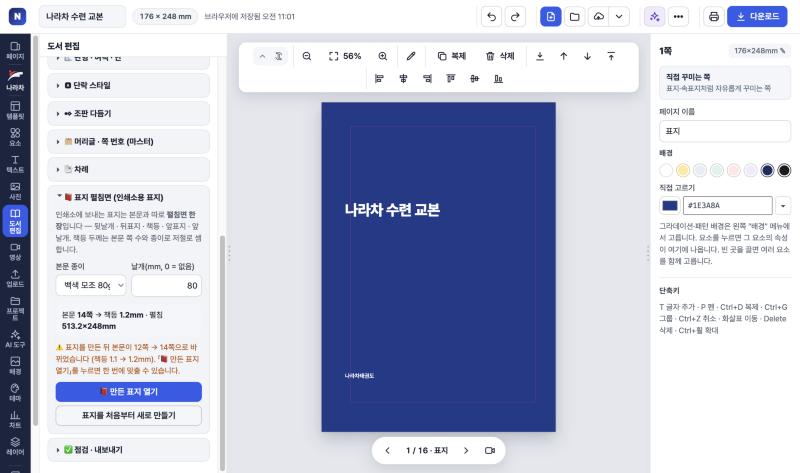 N
나라차 수련 교본
176 × 248 mm
브라우저에 저장됨 오전 11:01
다운로드
페이지
나라차
템플릿
요소
텍스트
사진
도서
편집
영상
업로드
프로젝
트
AI 도구
배경
테마
차트
레이어
도서 편집
단락 스타일
조판 다듬기
머리글 · 쪽 번호 (마스터)
차례
표지 펼침면 (인쇄소용 표지)
인쇄소에 보내는 표지는 본문과 따로 펼침면 한
장입니다 — 뒷날개 · 뒤표지 · 책등 · 앞표지 · 앞
날개. 책등 두께는 본문 쪽 수와 종이로 저절로 셈
합니다.
본문 종이
날개(mm, 0 = 없음)
백색 모조 80g
80
본문 14쪽 → 책등 1.2mm · 펼침
513.2×248mm
⚠ 표지를 만든 뒤 본문이 12쪽 → 14쪽으로 바
뀌었습니다 (책등 1.1 → 1.2mm). 「📕 만든 표지
열기」를 누르면 한 번에 맞출 수 있습니다.
만든 표지 열기
표지를 처음부터 새로 만들기
점검 · 내보내기
56%
복제
삭제
나라차 수련 교본
나라차태권도
1 / 16 · 표지
1쪽
176×248mm
직접 꾸미는 쪽
표지·속표지처럼 자유롭게 꾸미는 쪽
페이지 이름
표지
배경
직접 고르기
#1E3A8A
그라데이션·패턴 배경은 왼쪽 "배경" 메뉴에
서 고릅니다. 요소를 누르면 그 요소의 속성
이 여기에 나옵니다. 빈 곳을 끌면 여러 요소
를 함께 고릅니다.
단축키
T 글자 추가 · P 펜 · Ctrl+D 복제 · Ctrl+G
그룹 · Ctrl+Z 취소 · 화살표 이동 · Delete
삭제 · Ctrl+휠 확대